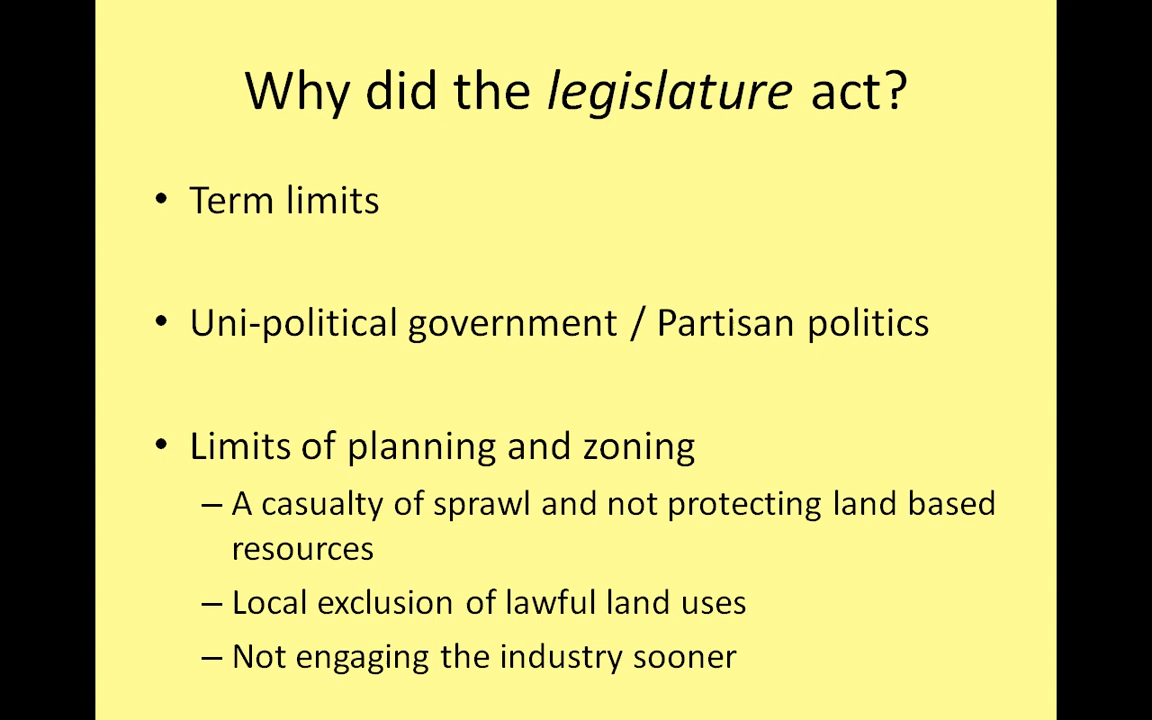 Why did the legislature act?
• Term limits
• Uni-political government / Partisan politics
• Limits of planning and zoning
– A casualty of sprawl and not protecting land based
resources
– Local exclusion of lawful land uses
– Not engaging the industry sooner